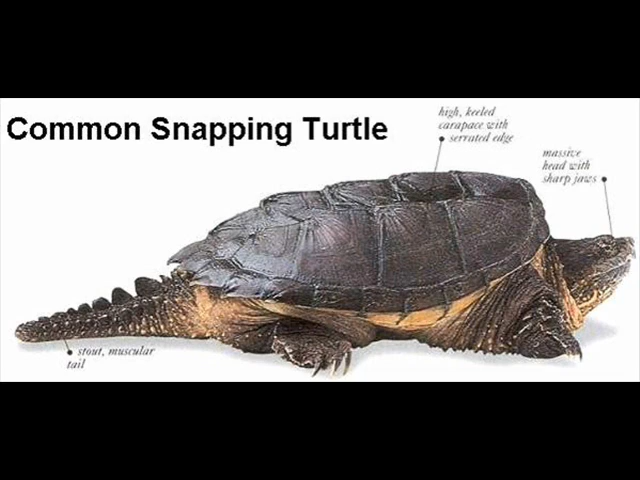 Common Snapping Turtle
high, keeled
carapace with
serrated edge
massive
head with
sharp jaws
stout, muscular
tail